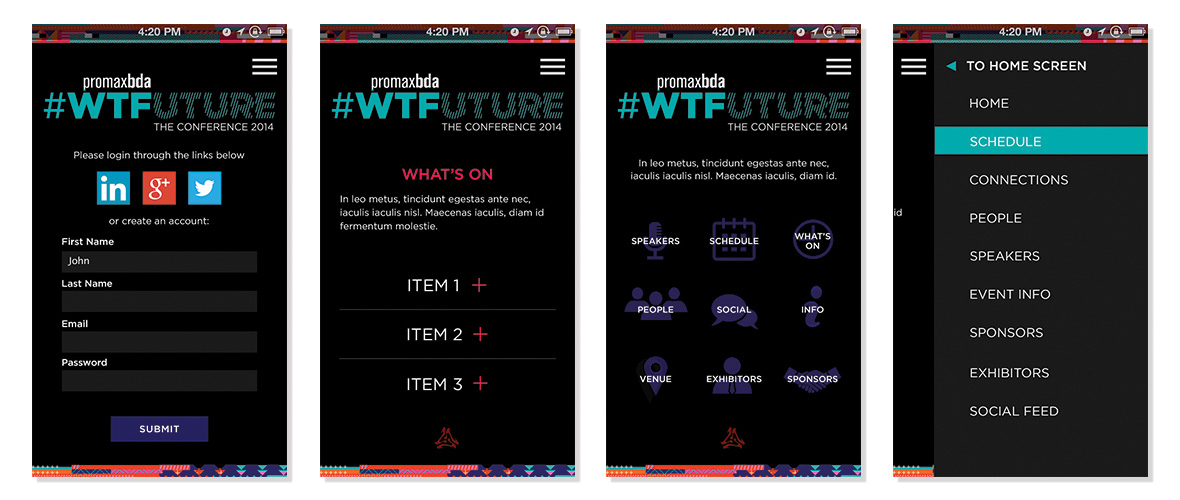 4:20 PM
promaxbda
#WTFUTURE
THE CONFERENCE 2014
Please login through the links below
in
g+
or create an account:
First Name
John
Last Name
Email
Password
SUBMIT
4:20 PM
promaxbda
#WTFUTURE
THE CONFERENCE 2014
WHAT'S ON
In leo metus, tincidunt egestas ante nec,
iaculis iaculis nisl. Maecenas iaculis, diam id
fermentum molestie.
ITEM 1 +
ITEM 2 +
ITEM 3 +
4:20 PM
promaxbda
#WTFUTURE
THE CONFERENCE 2014
In leo metus, tincidunt egestas ante nec,
iaculis iaculis nisl. Maecenas iaculis, diam id.
SPEAKERS
SCHEDULE
WHAT'S
ON
PEOPLE
SOCIAL
INFO
VENUE
EXHIBITORS
SPONSORS
4:20 PM
id
TO HOME SCREEN
HOME
SCHEDULE
CONNECTIONS
PEOPLE
SPEAKERS
EVENT INFO
SPONSORS
EXHIBITORS
SOCIAL FEED